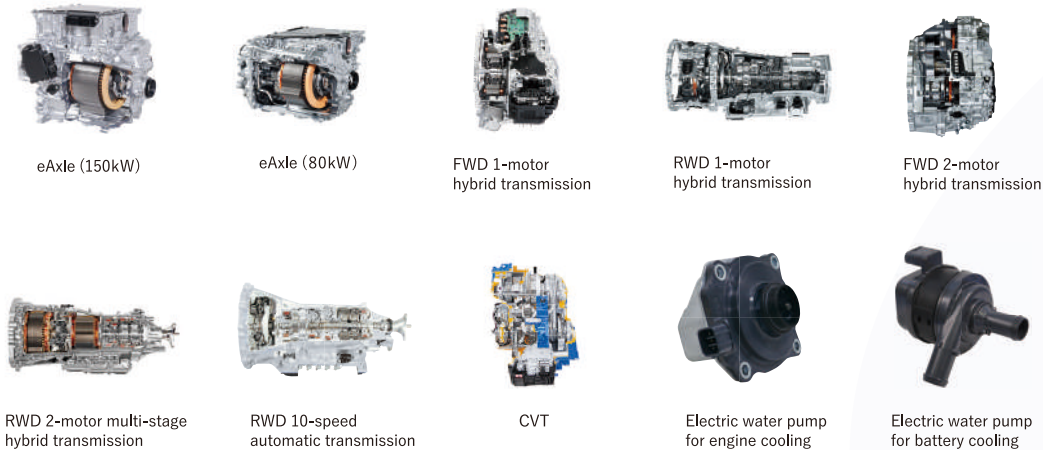 eAxle (150kW)
eAxle (80kW)
FWD 1-motor
hybrid transmission
RWD 1-motor
hybrid transmission
FWD 2-motor
hybrid transmission
RWD 2-motor multi-stage
hybrid transmission
RWD 10-speed
automatic transmission
CVT
Electric water pump
for engine cooling
Electric water pump
for battery cooling